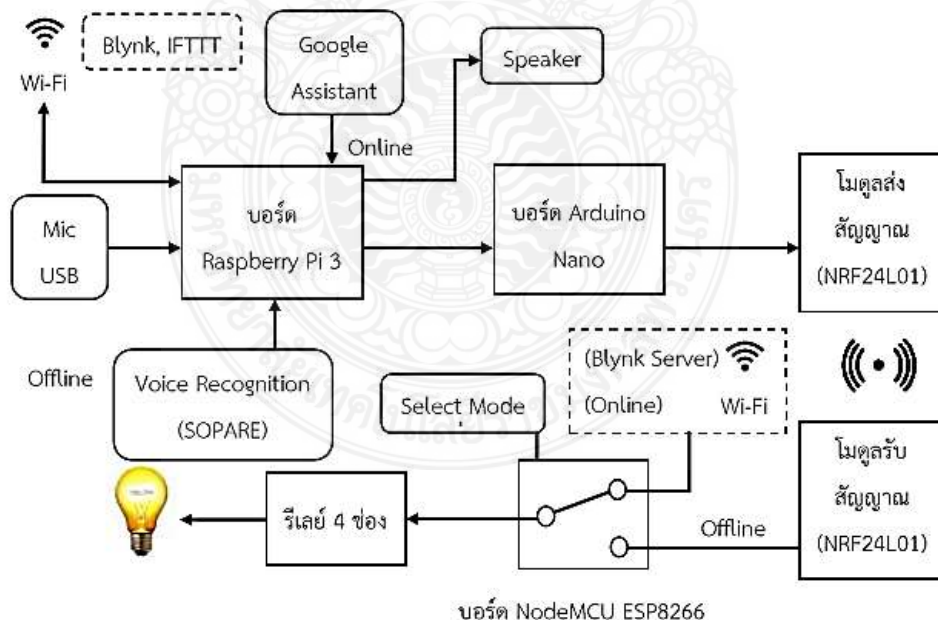 Blynk, IFTTT
Wi-Fi
Google
Assistant
Speaker
Online
Mic
USB
บอร์ด
Raspberry Pi 3
บอร์ด Arduino
Nano
โมดูลส่ง
สัญญาณ
(NRF24L01)
Offline
Voice Recognition
(SOPARE)
Select Mode
(Blynk Server)
(Online)
Wi-Fi
โมดูลรับ
สัญญาณ
(NRF24L01)
รีเลย์ 4 ช่อง
Offline
บอร์ด NodeMCU ESP8266